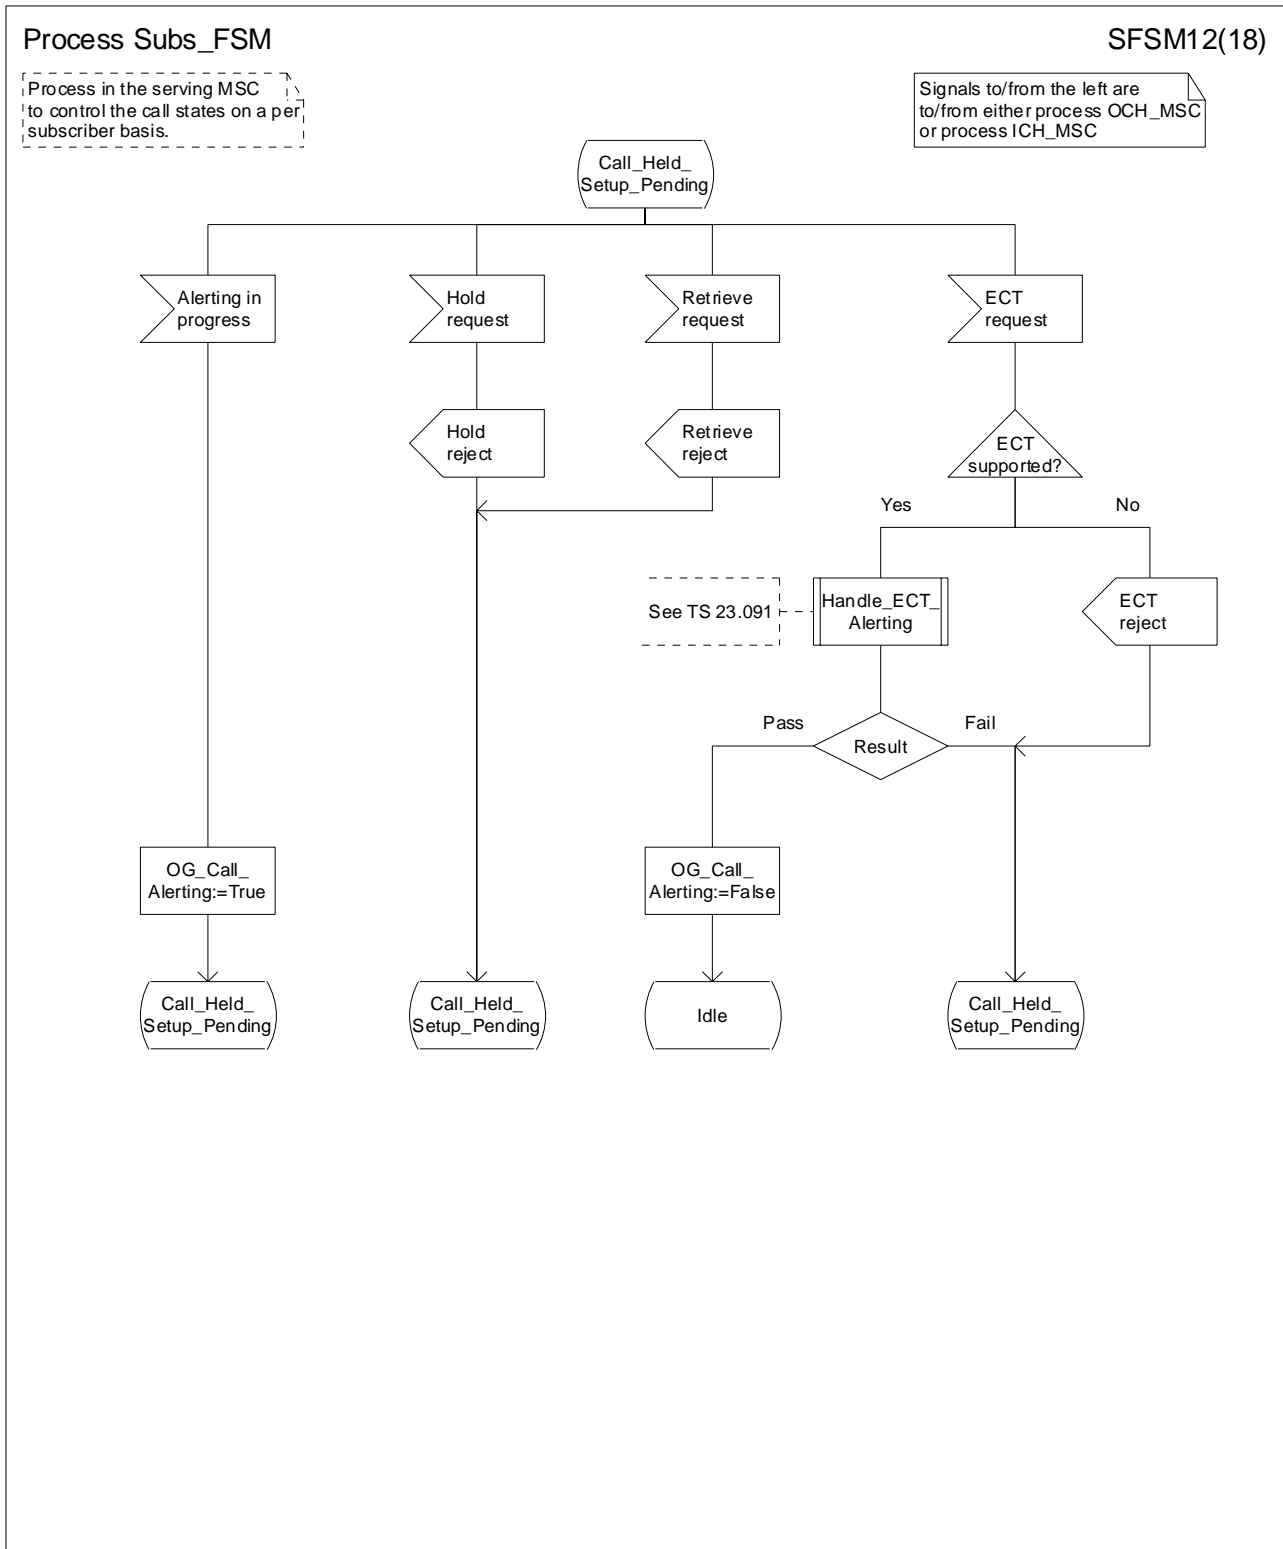 Process Subs_FSM
SFSM12(18)
Process in the serving MSC
to control the call states on a per
subscriber basis.
Signals to/from the left are
to/from either process OCH_MSC
or process ICH_MSC
Call_Held_
Setup_Pending
Alerting in
progress
Hold
request
Retrieve
request
ECT
request
Hold
reject
Retrieve
reject
ECT
supported?
Yes
No
See TS 23.091
Handle_ECT_
Alerting
ECT
reject
Pass
Result
Fail
OG_Call_
Alerting:=True
OG_Call_
Alerting:=False
Call_Held_
Setup_Pending
Call_Held_
Setup_Pending
Idle
Call_Held_
Setup_Pending